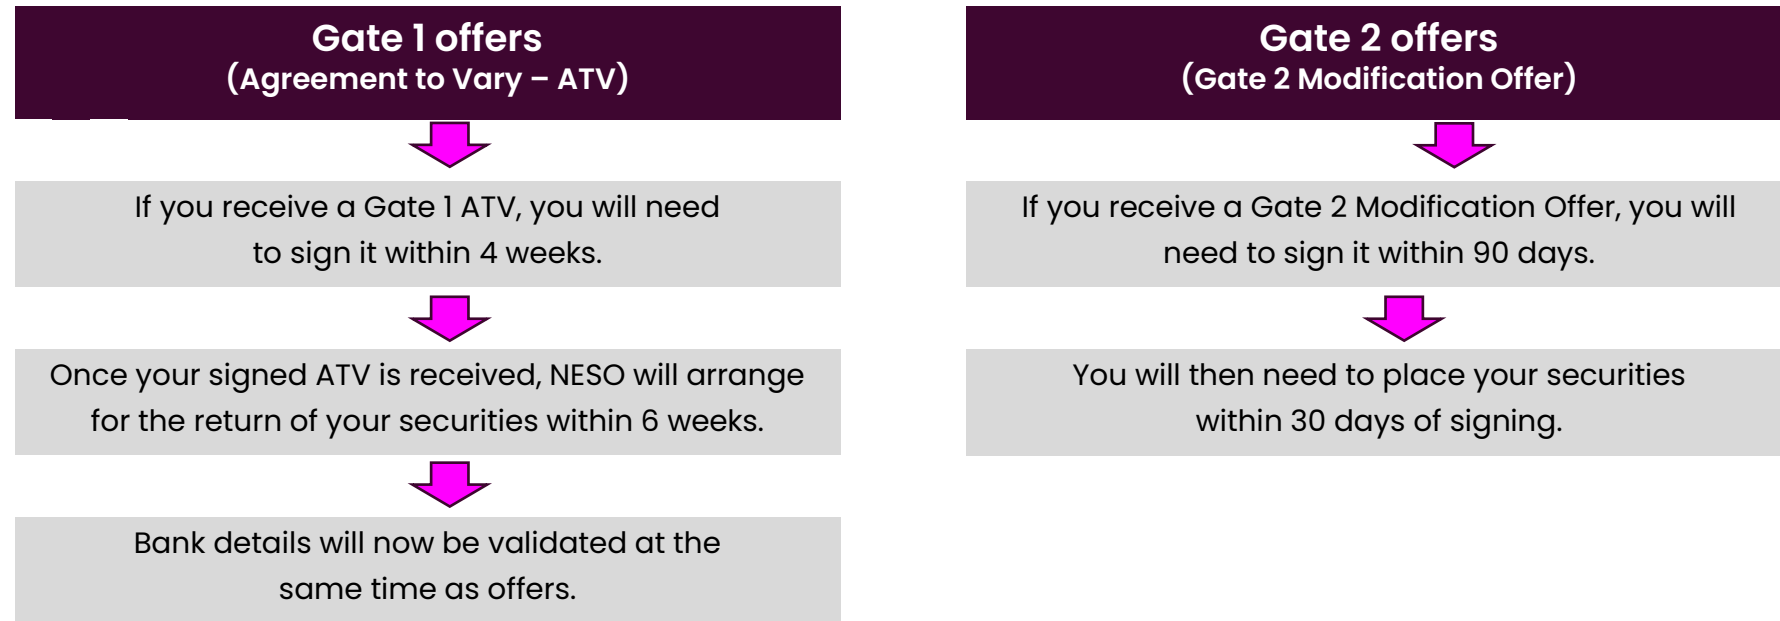 Gate 1 offers
(Agreement to Vary – ATV)
If you receive a Gate 1 ATV, you will need
to sign it within 4 weeks.
Once your signed ATV is received, NESO will arrange
for the return of your securities within 6 weeks.
Bank details will now be validated at the
same time as offers.
Gate 2 offers
(Gate 2 Modification Offer)
If you receive a Gate 2 Modification Offer, you will
need to sign it within 90 days.
You will then need to place your securities
within 30 days of signing.